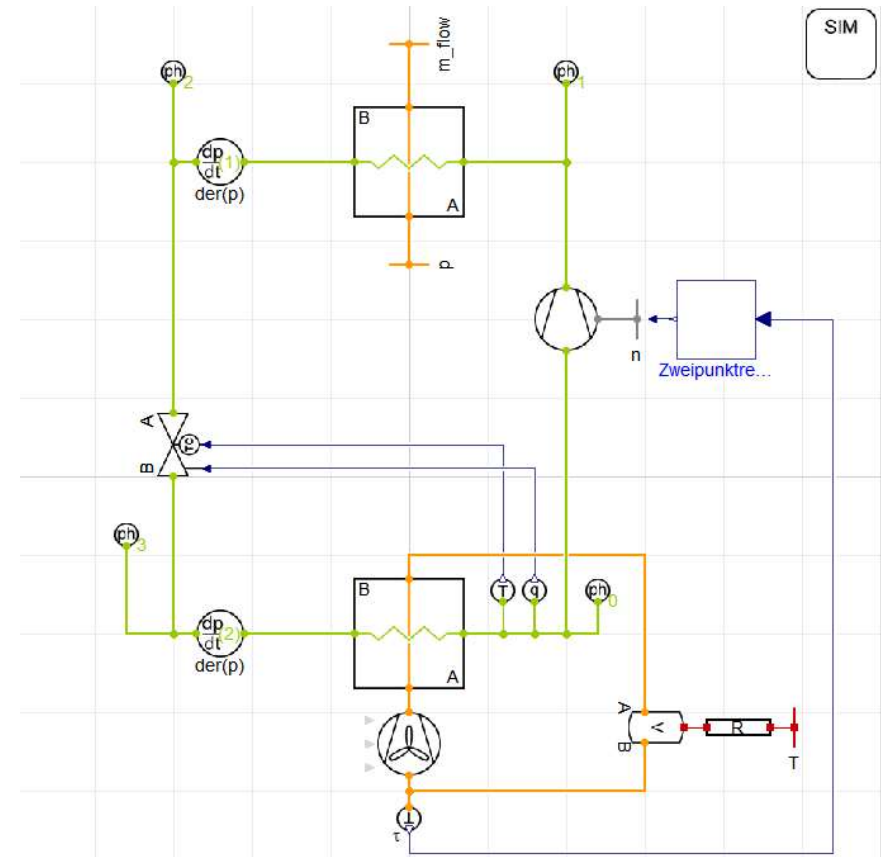 SIM
m_flow
ph
2
ph
1
B
dp
dt
(1)
der(p)
A
p
n
Zweipunktre...
A
B
ph
3
B
T
q
ph
0
dp
dt
(2)
der(p)
A
A
V
B
R
T
T
τ